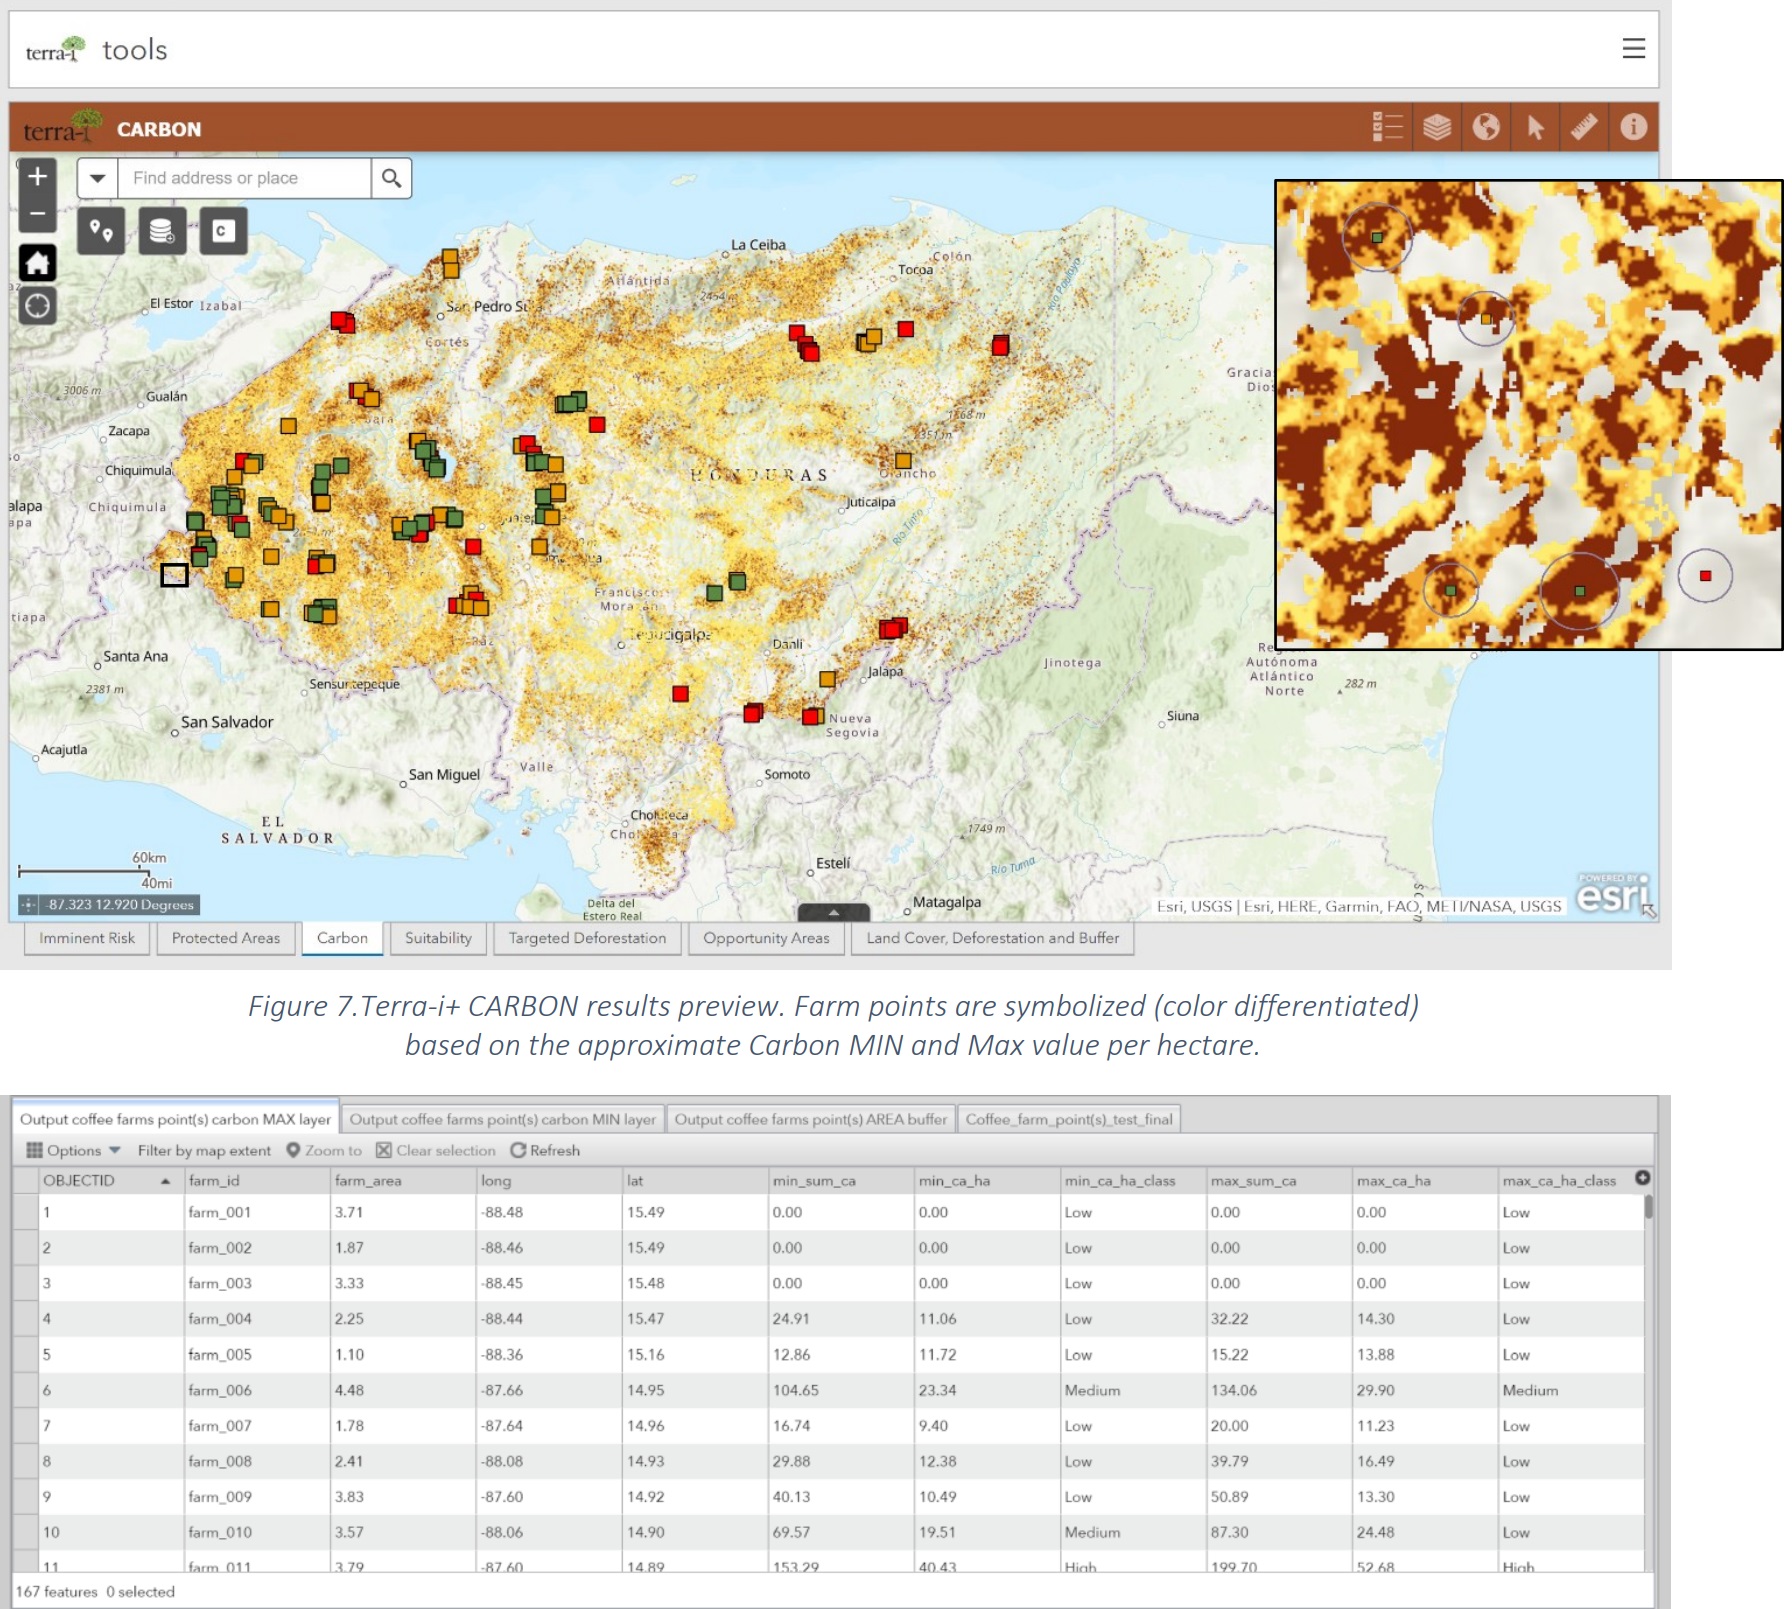 terra-i tools
terra-i CARBON
Find address or place
C
La Ceiba
Colón
Tocoa
Atlántida
El Estor Izabal
San Pedro Su
Cortés
3006 m
Gualán
Gracias
Dios
Zacapa
Chiquimula
HONDURAS
Olancho
Juticalpa
Chiquimula
Francisco
Morazán
Tegucigalpa
Danlí
Jalapa
Jinotega
Santa Ana
2381 m
Sensuntepeque
San Salvador
Acajutla
San Miguel
Valle
Nueva
Segovia
Somoto
Siuna
Autónoma
Atlántico
Norte
282 m
EL
SALVADOR
Choluteca
1749 m
Estelí
Río Tuma
Matagalpa
Delta del
Estero Real
60km
40mi
-87.323 12.920 Degrees
Esri, USGS | Esri, HERE, Garmin, FAO, METI/NASA, USGS
POWERED BY
esri
Imminent Risk Protected Areas Carbon Suitability Targeted Deforestation Opportunity Areas Land Cover, Deforestation and Buffer
Figure 7.Terra-i+ CARBON results preview. Farm points are symbolized (color differentiated)
based on the approximate Carbon MIN and Max value per hectare.
Output coffee farms point(s) carbon MAX layer Output coffee farms point(s) carbon MIN layer Output coffee farms point(s) AREA buffer Coffee_farm_point(s)_test_final
Options Filter by map extent Zoom to Clear selection Refresh
OBJECTID farm_id farm_area long lat min_sum_ca min_ca_ha min_ca_ha_class max_sum_ca max_ca_ha max_ca_ha_class
1 farm_001 3.71 -88.48 15.49 0.00 0.00 Low 0.00 0.00 Low
2 farm_002 1.87 -88.46 15.49 0.00 0.00 Low 0.00 0.00 Low
3 farm_003 3.33 -88.45 15.48 0.00 0.00 Low 0.00 0.00 Low
4 farm_004 2.25 -88.44 15.47 24.91 11.06 Low 32.22 14.30 Low
5 farm_005 1.10 -88.36 15.16 12.86 11.72 Low 15.22 13.88 Low
6 farm_006 4.48 -87.66 14.95 104.65 23.34 Medium 134.06 29.90 Medium
7 farm_007 1.78 -87.64 14.96 16.74 9.40 Low 20.00 11.23 Low
8 farm_008 2.41 -88.08 14.93 29.88 12.38 Low 39.79 16.49 Low
9 farm_009 3.83 -87.60 14.92 40.13 10.49 Low 50.89 13.30 Low
10 farm_010 3.57 -88.06 14.90 69.57 19.51 Medium 87.30 24.48 Low
11 farm_011 3.79 -87.60 14.89 153.29 40.43 High 199.70 52.68 High
167 features 0 selected